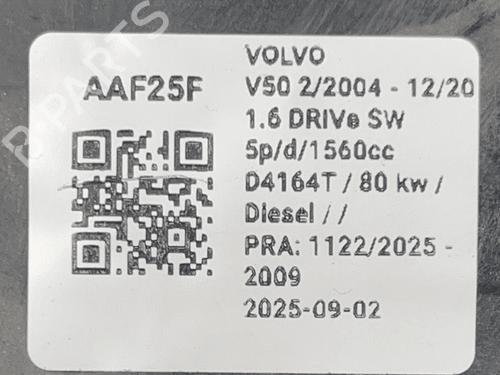 B-PARTS
AAF25F
VOLVO
V50 2/2004 - 12/20
1.6 DRIVe SW
5p/d/1560cc
D4164T / 80 kw /
Diesel / /
PRA: 1122/2025 -
2009
2025-09-02